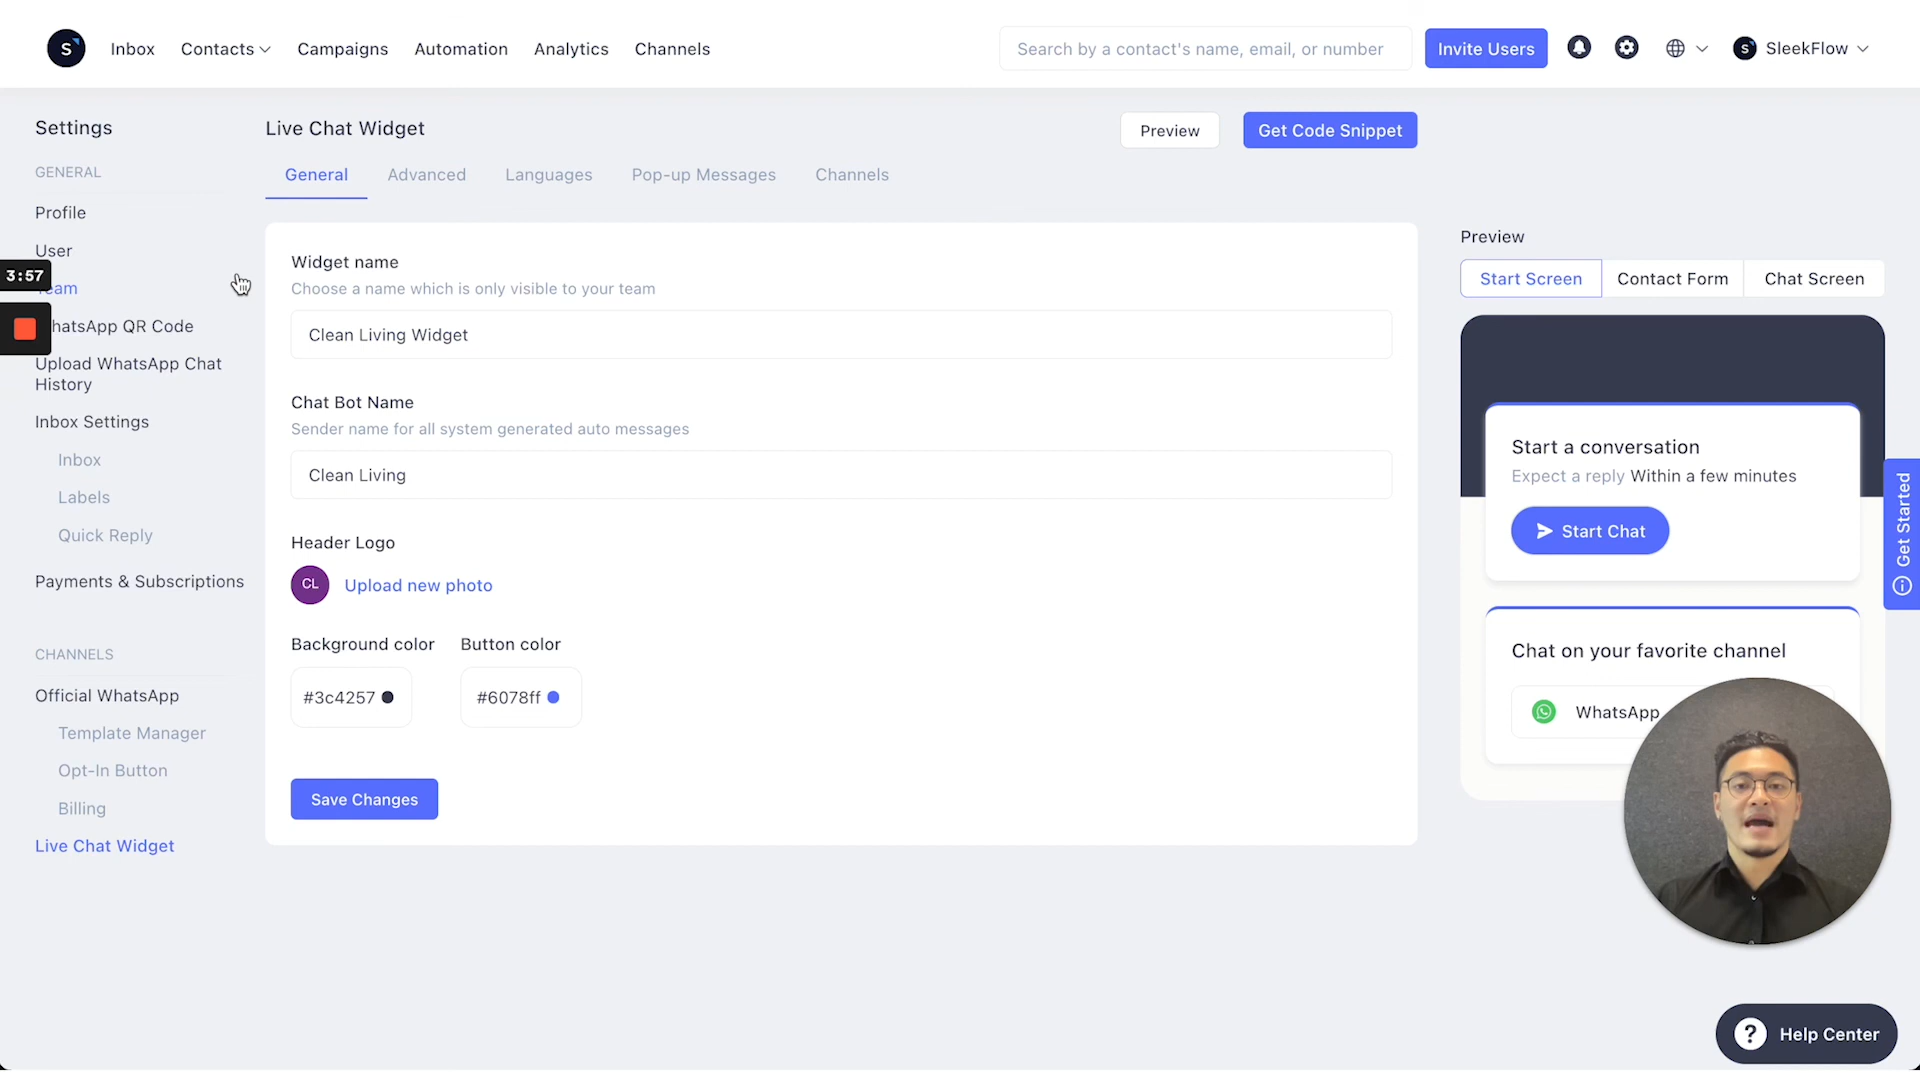 S
Inbox
Contacts
Campaigns
Automation
Analytics
Channels
Search by a contact's name, email, or number
Invite Users
S
SleekFlow
Settings
GENERAL
Profile
User
3:57
Team
WhatsApp QR Code
Upload WhatsApp Chat
History
Inbox Settings
Inbox
Labels
Quick Reply
Payments & Subscriptions
CHANNELS
Official WhatsApp
Template Manager
Opt-In Button
Billing
Live Chat Widget
Live Chat Widget
Preview
Get Code Snippet
General
Advanced
Languages
Pop-up Messages
Channels
Widget name
Choose a name which is only visible to your team
Clean Living Widget
Chat Bot Name
Sender name for all system generated auto messages
Clean Living
Header Logo
CL
Upload new photo
Background color
Button color
#3c4257
#6078ff
Save Changes
Preview
Start Screen
Contact Form
Chat Screen
Start a conversation
Expect a reply Within a few minutes
Start Chat
Chat on your favorite channel
WhatsApp
Get Started
? Help Center